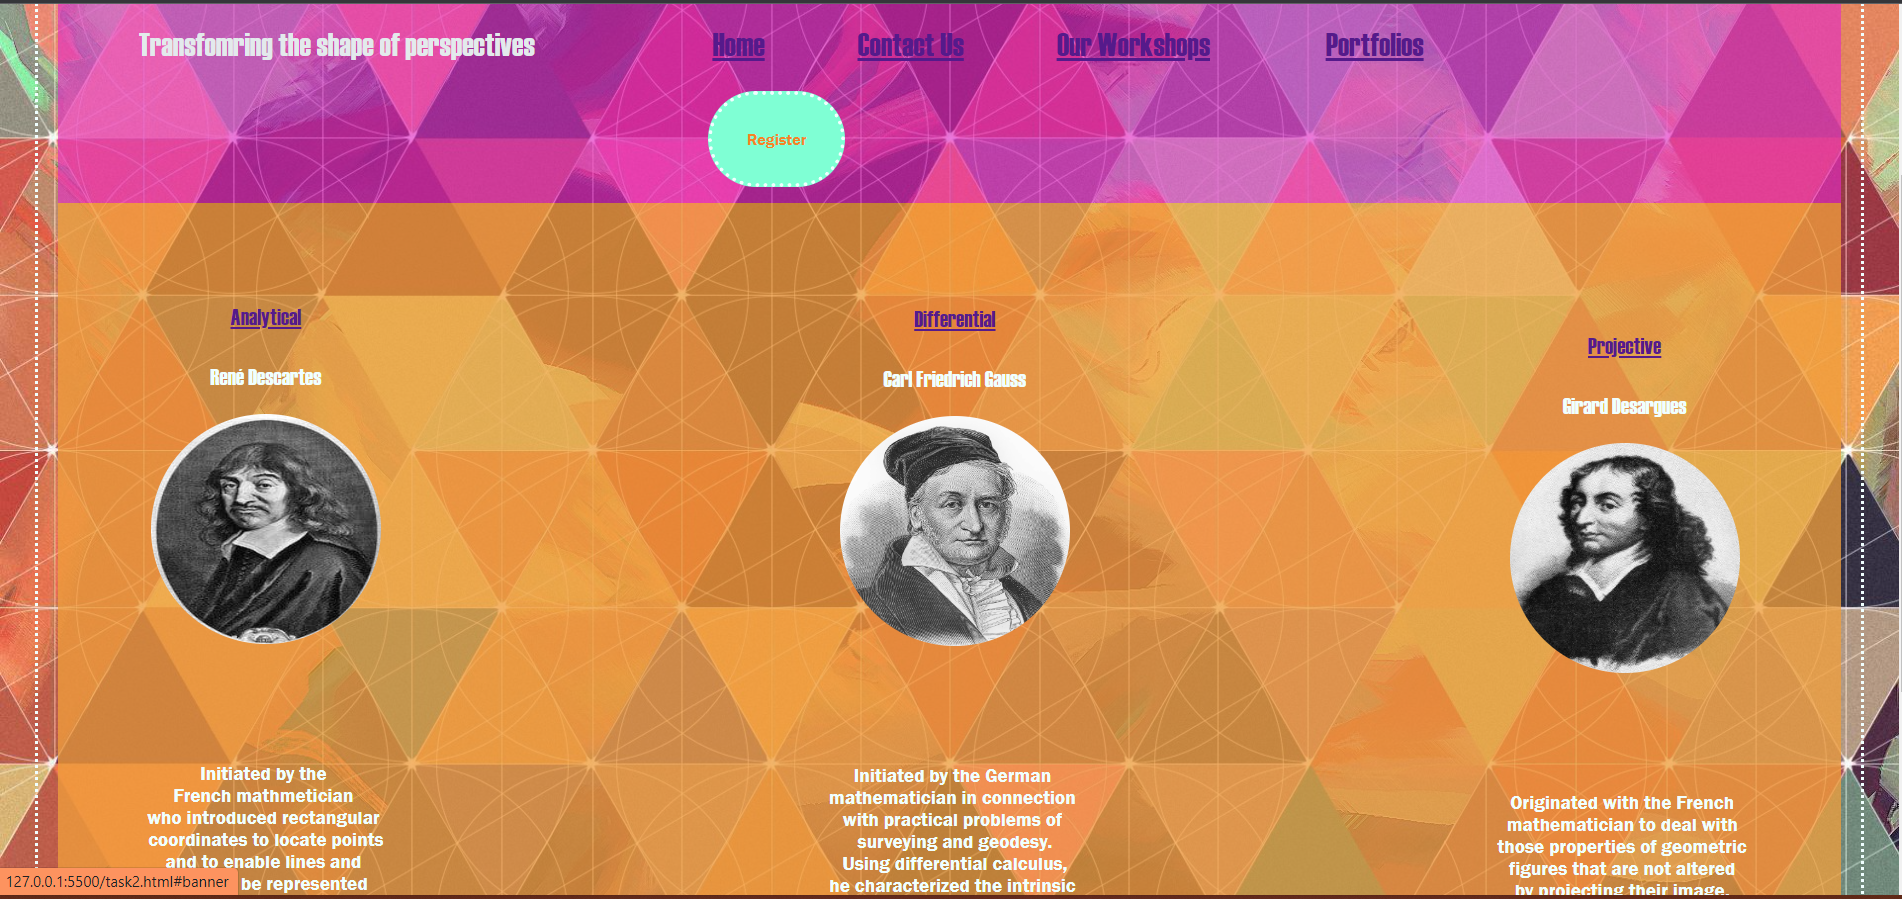 Transfomring the shape of perspectives
Home
Contact Us
Our Workshops
Portfolios
Register
Analytical
René Descartes
Initiated by the
French mathmetician
who introduced rectangular
coordinates to locate points
and to enable lines and
be represented
Differential
Carl Friedrich Gauss
Initiated by the German
mathematician in connection
with practical problems of
surveying and geodesy.
Using differential calculus,
he characterized the intrinsic
Projective
Girard Desargues
Originated with the French
mathematician to deal with
those properties of geometric
figures that are not altered
by projecting their image,
127.0.0.1:5500/task2.html#banner